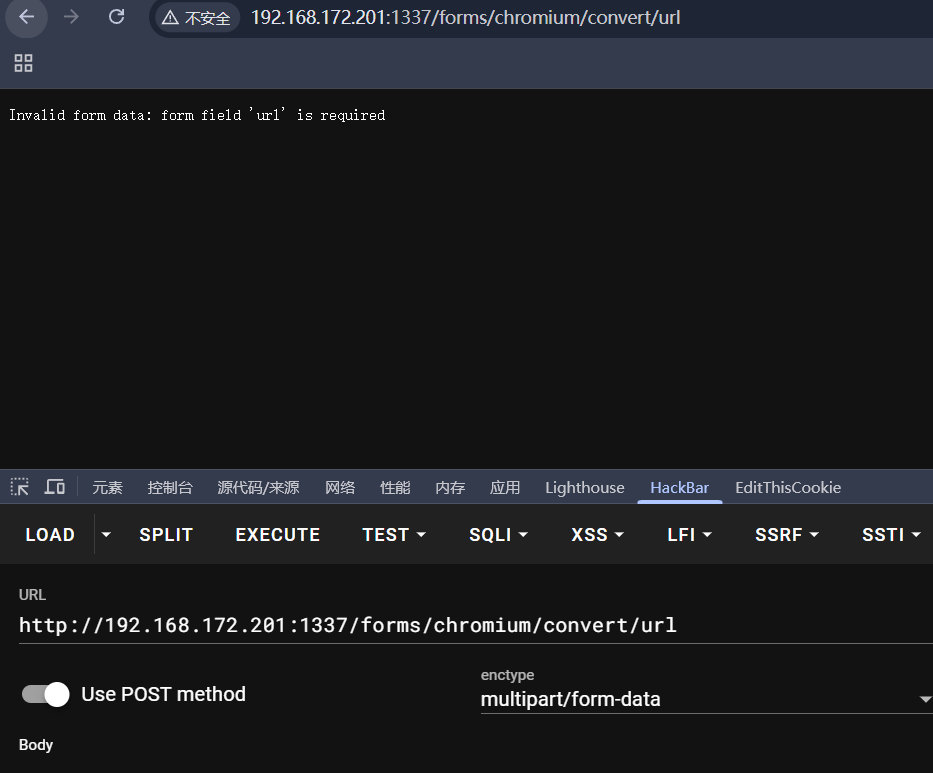 不安全 192.168.172.201:1337/forms/chromium/convert/url
Invalid form data: form field 'url' is required
元素 控制台 源代码/来源 网络 性能 内存 应用 Lighthouse HackBar EditThisCookie
LOAD SPLIT EXECUTE TEST SQLI XSS LFI SSRF SSTI
URL
http://192.168.172.201:1337/forms/chromium/convert/url
enctype
Use POST method multipart/form-data
Body